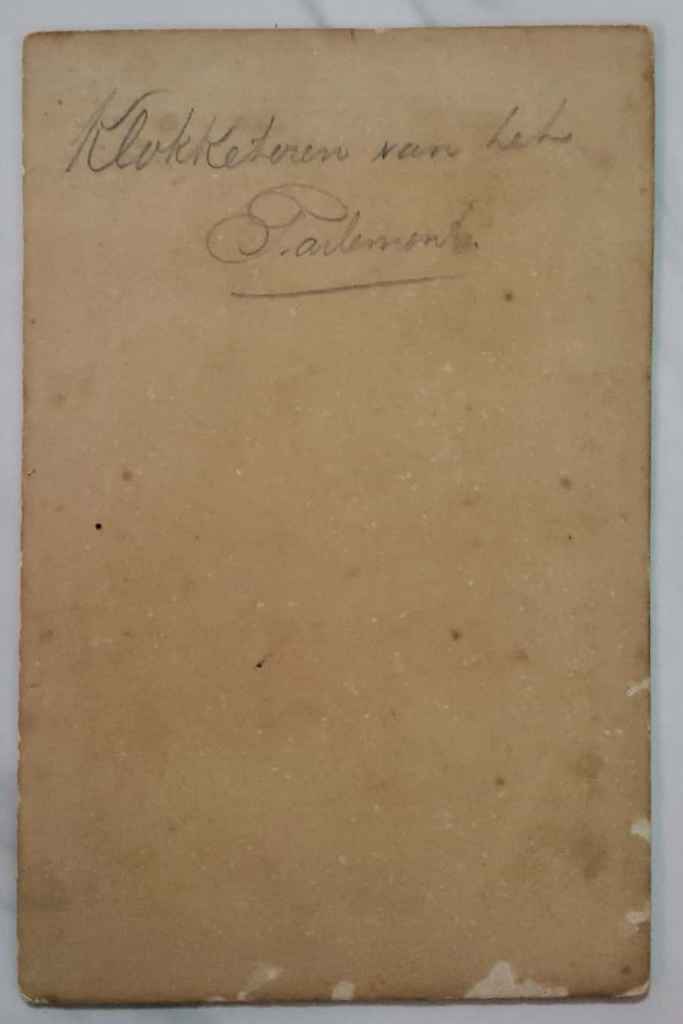 Klokketoren van het
Parlement.